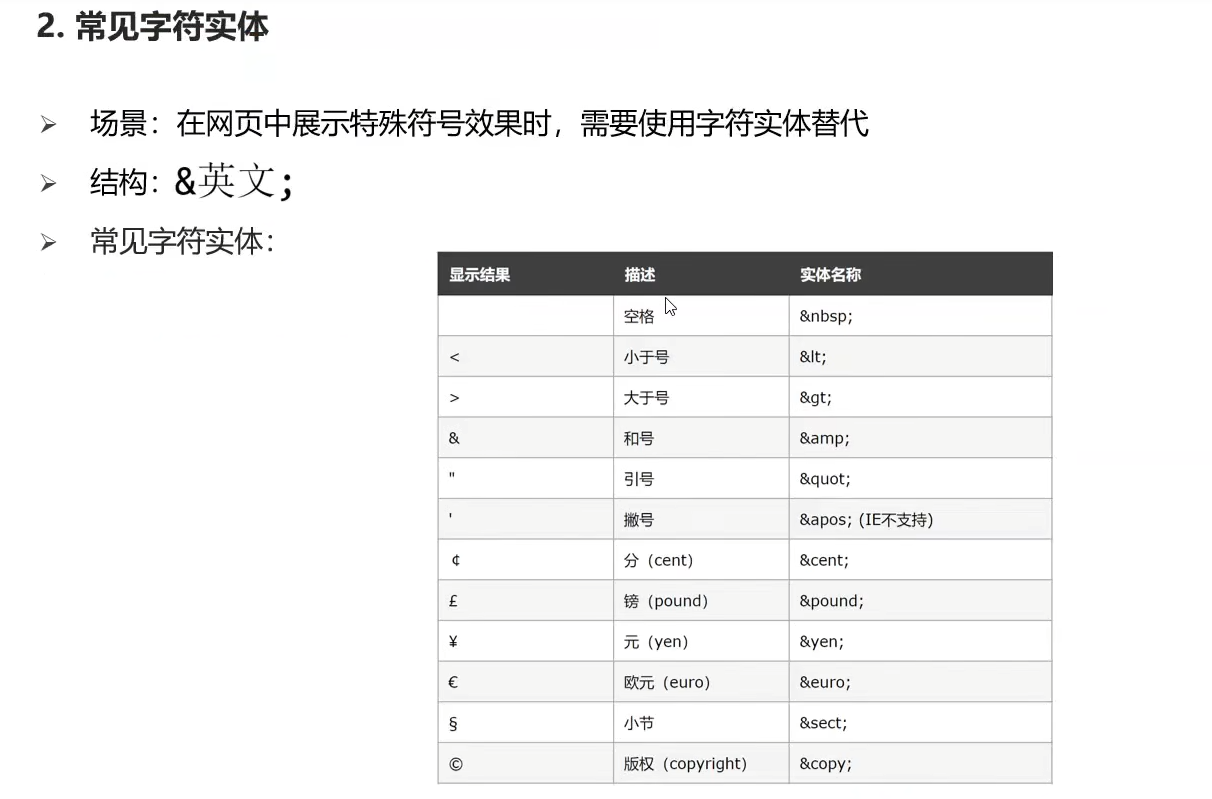 2. 常见字符实体
场景：在网页中展示特殊符号效果时，需要使用字符实体替代
结构：&英文;
常见字符实体：
显示结果 描述 实体名称
空格 &nbsp;
< 小于号 &lt;
> 大于号 &gt;
& 和号 &amp;
" 引号 &quot;
' 撇号 &apos; (IE不支持)
￠ 分（cent） &cent;
£ 镑（pound） &pound;
¥ 元（yen） &yen;
€ 欧元（euro） &euro;
§ 小节 &sect;
© 版权（copyright） &copy;